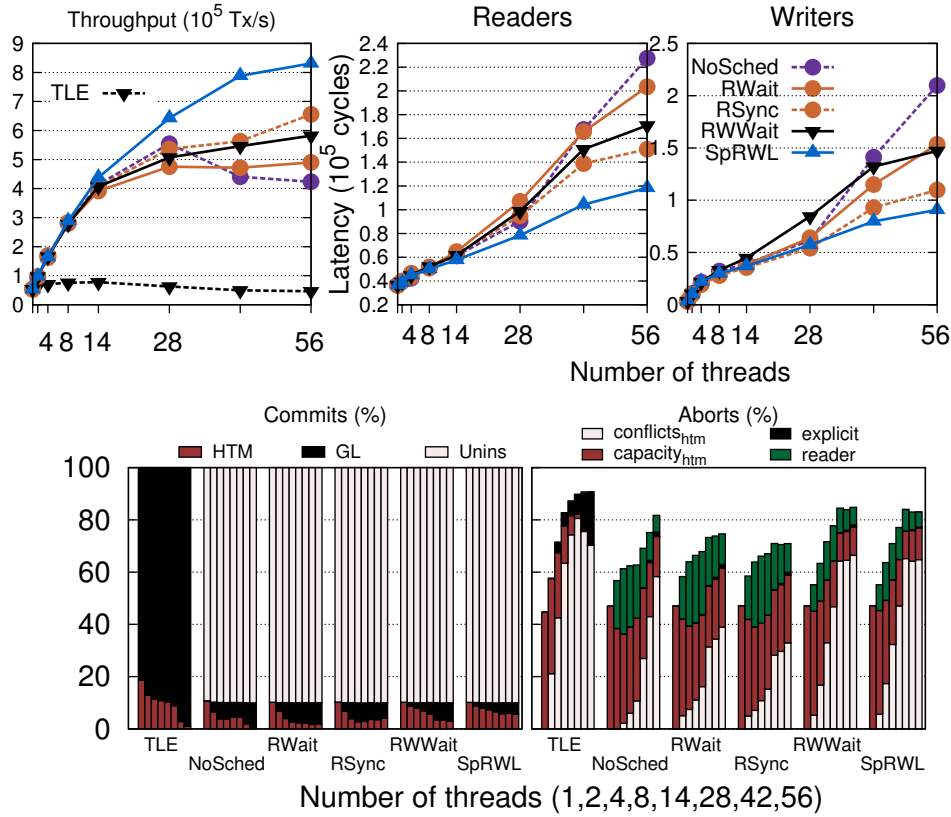 Throughput (10^5 Tx/s)
9
8
7
6
5
4
3
2
1
0
TLE
4 8 14 28 56
Readers
Latency (10^5 cycles)
2.4
2.2
2
1.8
1.6
1.4
1.2
1
0.8
0.6
0.4
0.2
4 8 14 28 56
Writers
2.5
2
1.5
1
0.5
0
NoSched
RWait
RSync
RWWait
SpRWL
4 8 14 28 56
Number of threads
Commits (%)
HTM GL Unins
100
80
60
40
20
0
TLE RWait RWWait
NoSched RSync SpRWL
Aborts (%)
conflicts_htm explicit
capacity_htm reader
TLE RWait RWWait
NoSched RSync SpRWL
Number of threads (1,2,4,8,14,28,42,56)